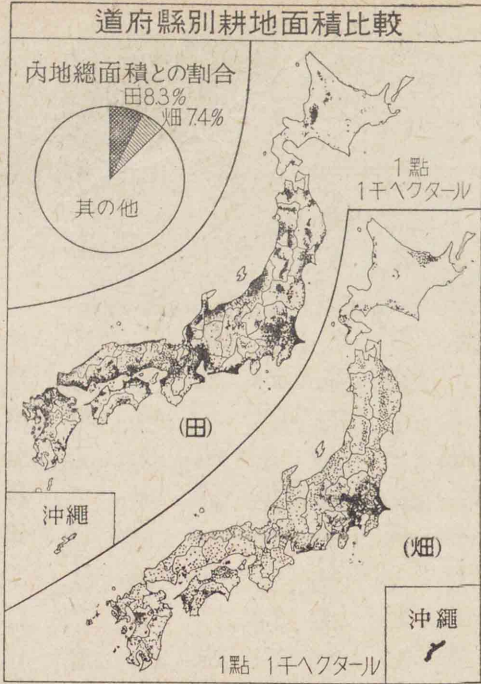 道府縣別耕地面積比較
內地總面積との割合
田8.3%
畑7.4%
其の他
1點
1千ヘクタール
(田)
沖繩
(畑)
沖繩
1點 1千ヘクタール